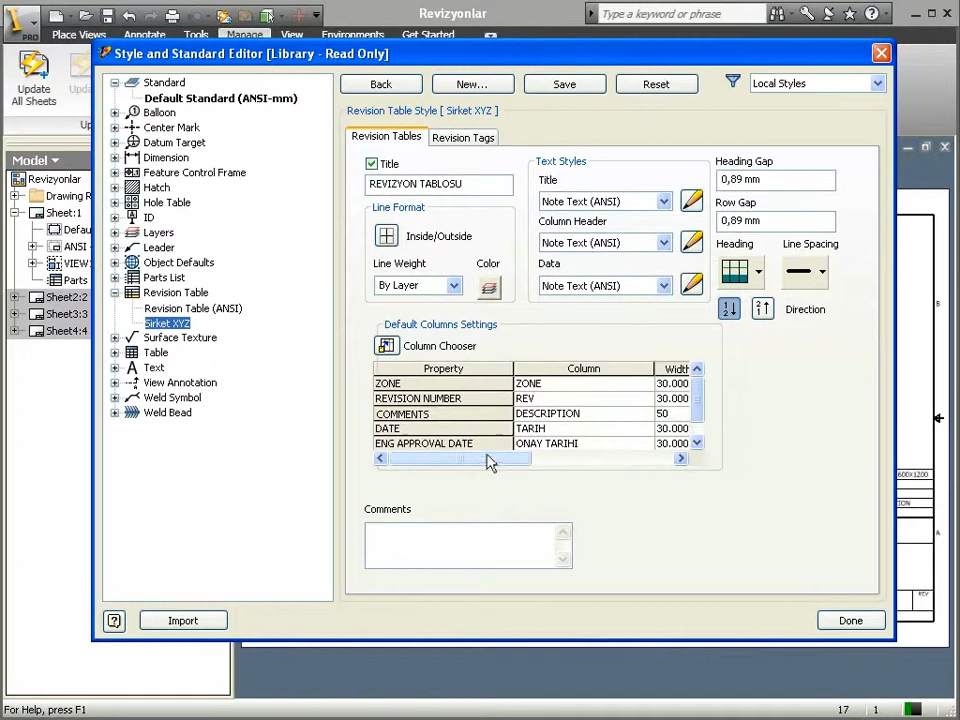 PRO
Revizyonlar
Type a keyword or phrase
Place Views
Annotate
Tools
Manage
View
Environments
Get Started
Update
All Sheets
Model
Revizyonlar
Drawing R
Sheet:1
Defau
ANSI -
VIEW
Parts
Sheet2:2
Sheet3:3
Sheet4:4
Style and Standard Editor [Library - Read Only]
Standard
Default Standard (ANSI-mm)
Balloon
Center Mark
Datum Target
Dimension
Feature Control Frame
Hatch
Hole Table
ID
Layers
Leader
Object Defaults
Parts List
Revision Table
Revision Table (ANSI)
Sirket XYZ
Surface Texture
Table
Text
View Annotation
Weld Symbol
Weld Bead
Back
New...
Save
Reset
Local Styles
Revision Table Style [ Sirket XYZ ]
Revision Tables
Revision Tags
Title
REVIZYON TABLOSU
Line Format
Inside/Outside
Line Weight
Color
By Layer
Text Styles
Title
Note Text (ANSI)
Column Header
Note Text (ANSI)
Data
Note Text (ANSI)
Heading Gap
0,89 mm
Row Gap
0,89 mm
Heading
Line Spacing
Direction
Default Columns Settings
Column Chooser
Property Column Width
ZONE ZONE 30.000
REVISION NUMBER REV 30.000
COMMENTS DESCRIPTION 50
DATE TARIH 30.000
ENG APPROVAL DATE ONAY TARIHI 30.000
Comments
Import
Done
B
A
REV
For Help, press F1
17
1